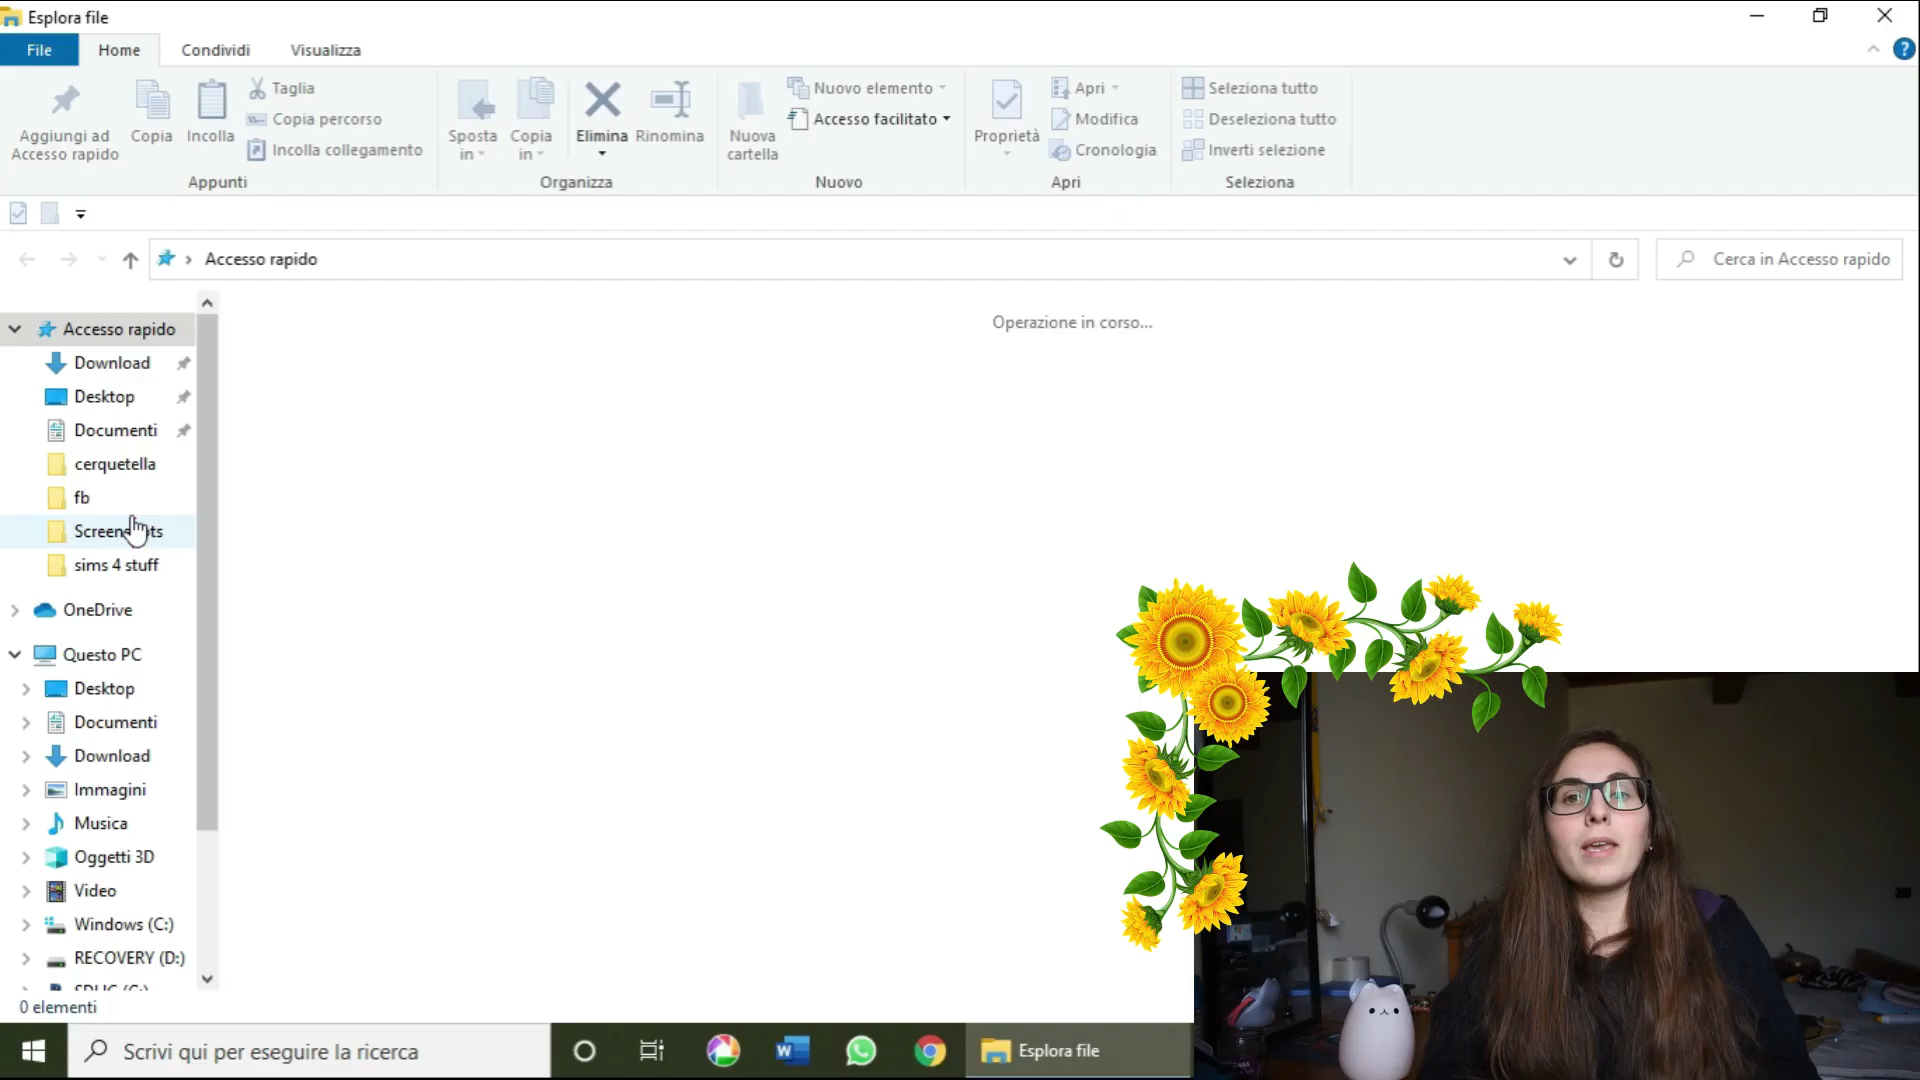 Esplora file
File Home Condividi Visualizza
Aggiungi ad
Accesso rapido
Copia
Incolla
Taglia
Copia percorso
Incolla collegamento
Appunti
Sposta
in
Copia
in
Elimina
Rinomina
Organizza
Nuova
cartella
Nuovo elemento
Accesso facilitato
Nuovo
Proprietà
Apri
Modifica
Cronologia
Apri
Seleziona tutto
Deseleziona tutto
Inverti selezione
Seleziona
Accesso rapido
Cerca in Accesso rapido
Operazione in corso...
Accesso rapido
Download
Desktop
Documenti
cerquetella
fb
sims 4 stuff
OneDrive
Questo PC
Desktop
Documenti
Download
Immagini
Musica
Oggetti 3D
Video
Windows (C:)
RECOVERY (D:)
0 elementi
Scrivi qui per eseguire la ricerca
Esplora file